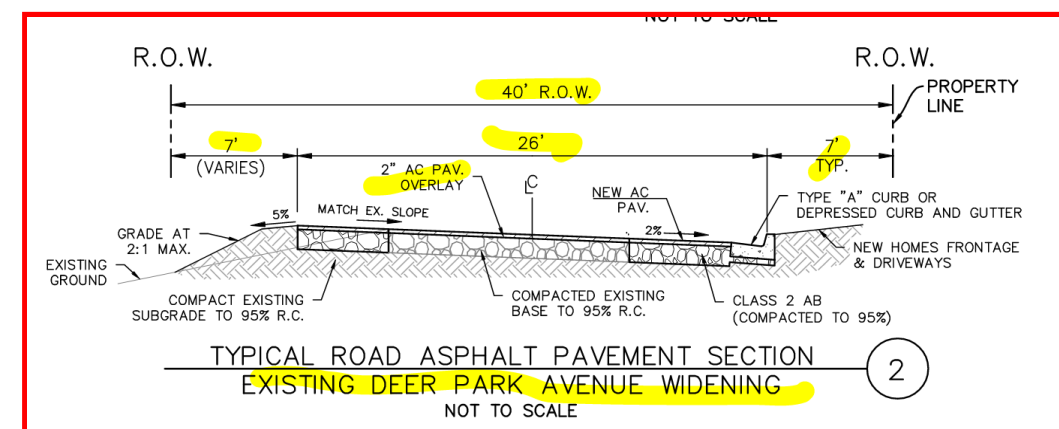 NOT TO SCALE
R.O.W.
R.O.W.
40' R.O.W.
PROPERTY
LINE
7'
(VARIES)
26'
7'
TYP.
2" AC PAV.
OVERLAY
CL
NEW AC
PAV.
TYPE "A" CURB OR
DEPRESSED CURB AND GUTTER
5%
MATCH EX. SLOPE
2%
GRADE AT
2:1 MAX.
NEW HOMES FRONTAGE
& DRIVEWAYS
EXISTING
GROUND
COMPACT EXISTING
SUBGRADE TO 95% R.C.
COMPACTED EXISTING
BASE TO 95% R.C.
CLASS 2 AB
(COMPACTED TO 95%)
TYPICAL ROAD ASPHALT PAVEMENT SECTION
EXISTING DEER PARK AVENUE WIDENING
2
NOT TO SCALE